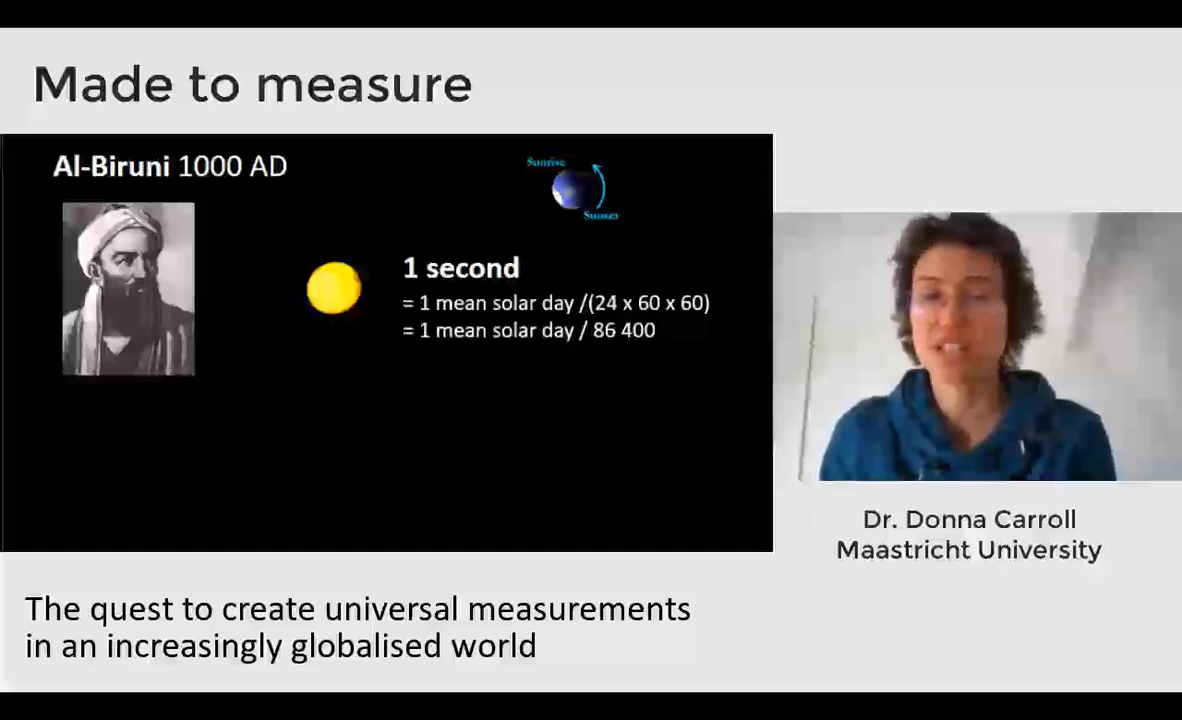 Made to measure
Al-Biruni 1000 AD
Sunrise
Sunset
1 second
= 1 mean solar day /(24 x 60 x 60)
= 1 mean solar day / 86 400
Dr. Donna Carroll
Maastricht University
The quest to create universal measurements
in an increasingly globalised world